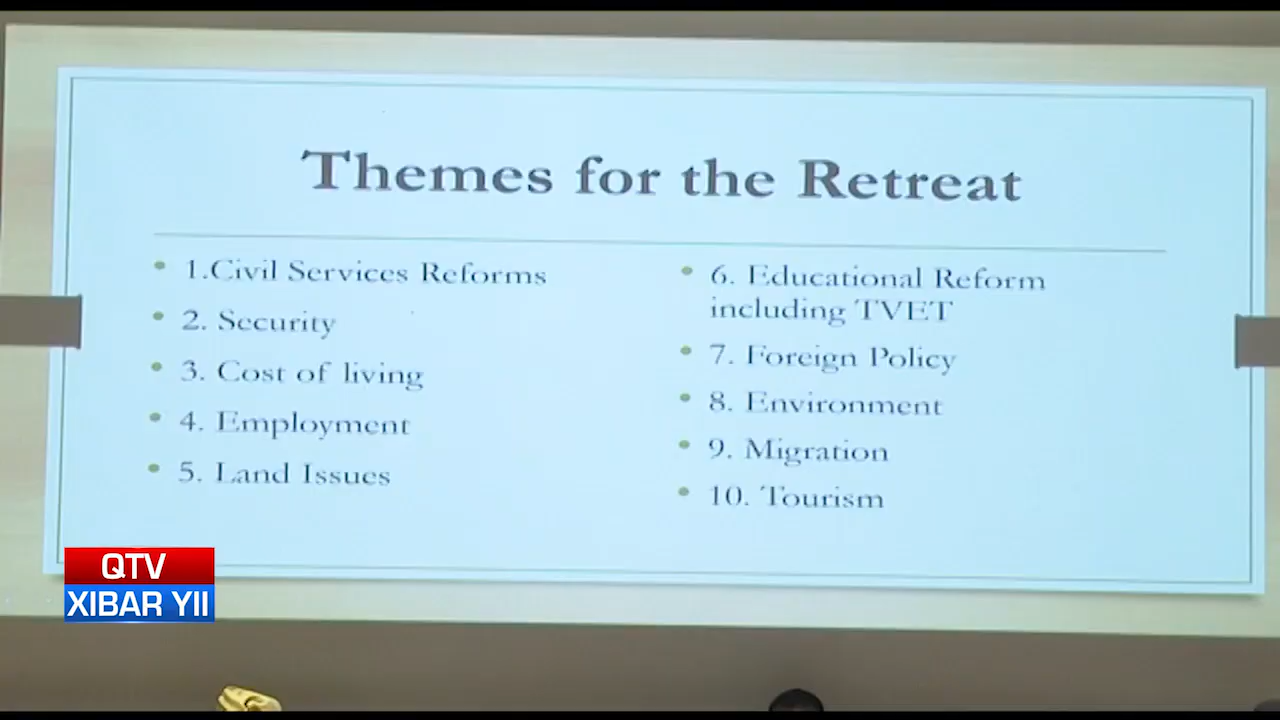 Themes for the Retreat
1.Civil Services Reforms
2. Security
3. Cost of living
4. Employment
5. Land Issues
6. Educational Reform
including TVET
7. Foreign Policy
8. Environment
9. Migration
10. Tourism
QTV
XIBAR YII